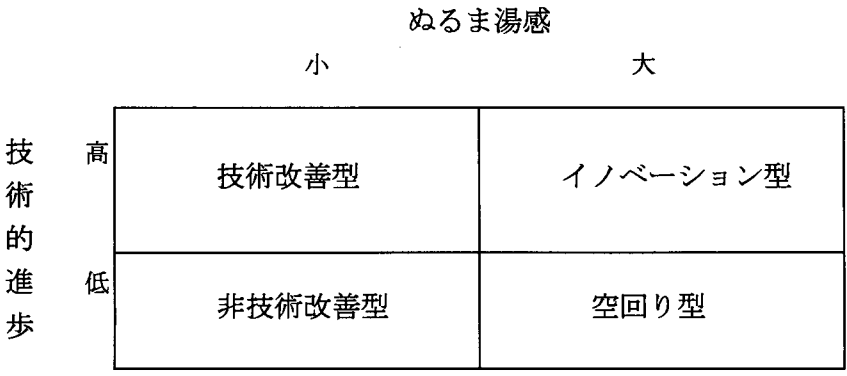 ぬるま湯感
小 大
技術的進歩
高 技術改善型 イノベーション型
低 非技術改善型 空回り型